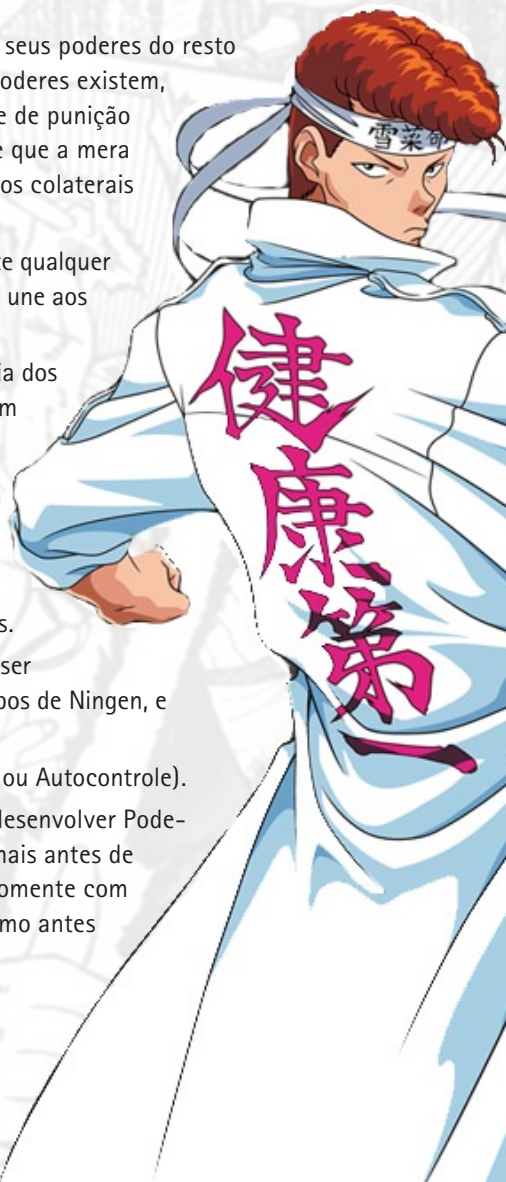 seus poderes do resto
oderes existem,
e de punição
e que a mera
os colaterais
te qualquer
une aos
ia dos
m
s.
ser
pos de Ningen, e
ou Autocontrole).
desenvolver Pode-
mais antes de
omente com
mo antes
雪菜命
健康第一